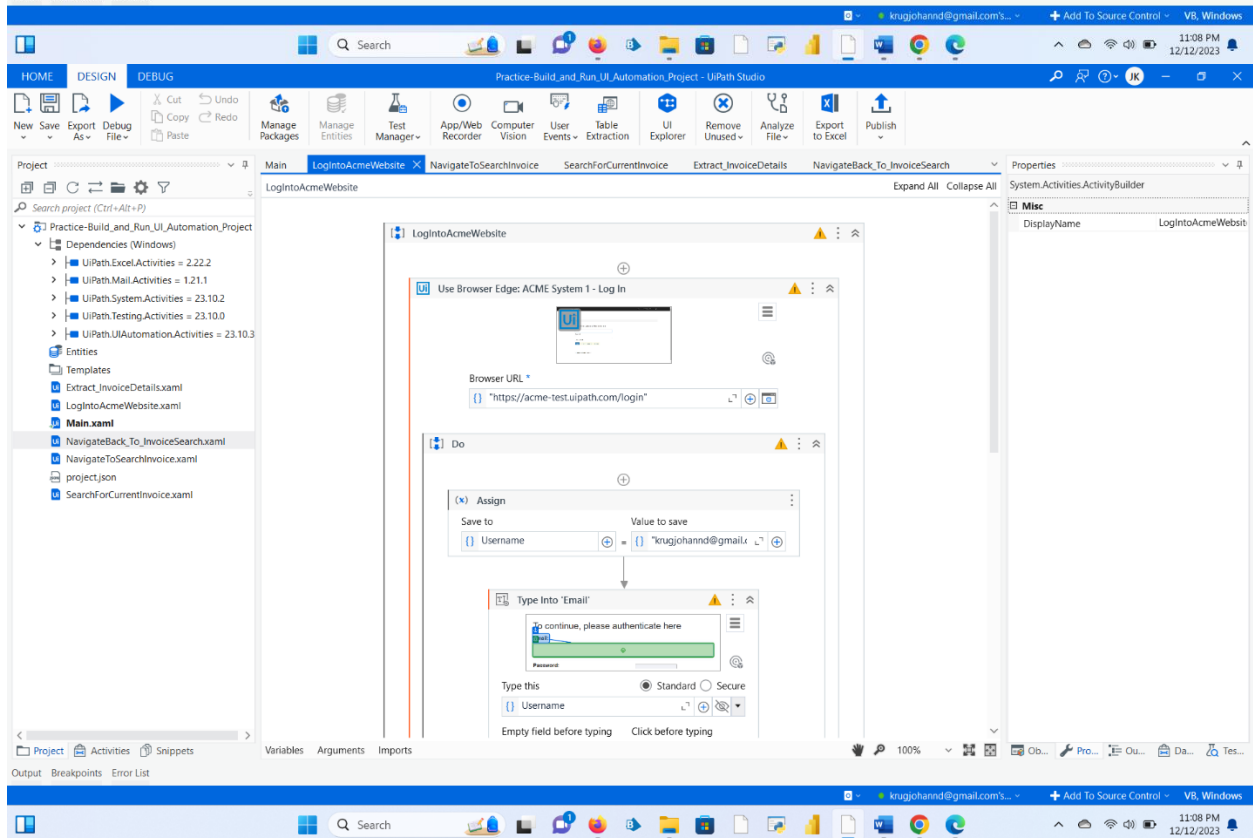 krugjohannd@gmail.com's...
Add To Source Control
VB, Windows
Search
11:08 PM
12/12/2023
HOME DESIGN DEBUG
Practice-Build_and_Run_UI_Automation_Project - UiPath Studio
JK
New Save Export As Debug File
Cut Undo
Copy Redo
Paste
Manage Packages
Manage Entities
Test Manager
App/Web Recorder
Computer Vision
User Events
Table Extraction
UI Explorer
Remove Unused
Analyze File
Export to Excel
Publish
Project
Search project (Ctrl+Alt+P)
Practice-Build_and_Run_UI_Automation_Project
Dependencies (Windows)
UiPath.Excel.Activities = 2.22.2
UiPath.Mail.Activities = 1.21.1
UiPath.System.Activities = 23.10.2
UiPath.Testing.Activities = 23.10.0
UiPath.UIAutomation.Activities = 23.10.3
Entities
Templates
Extract_InvoiceDetails.xaml
LogIntoAcmeWebsite.xaml
Main.xaml
NavigateBack_To_InvoiceSearch.xaml
NavigateToSearchInvoice.xaml
project.json
SearchForCurrentInvoice.xaml
Main LogIntoAcmeWebsite NavigateToSearchInvoice SearchForCurrentInvoice Extract_InvoiceDetails NavigateBack_To_InvoiceSearch
LogIntoAcmeWebsite
Expand All Collapse All
LogIntoAcmeWebsite
Use Browser Edge: ACME System 1 - Log In
Browser URL *
"https://acme-test.uipath.com/login"
Do
Assign
Save to Value to save
Username = "krugjohannd@gmail.c
Type Into 'Email'
To continue, please authenticate here
Password
Type this Standard Secure
Username
Empty field before typing Click before typing
Properties
System.Activities.ActivityBuilder
Misc
DisplayName LogIntoAcmeWebsit
Project Activities Snippets
Variables Arguments Imports
100%
Ob... Pro... Ou... Da... Tes...
Output Breakpoints Error List
krugjohannd@gmail.com's...
Add To Source Control
VB, Windows
Search
11:08 PM
12/12/2023